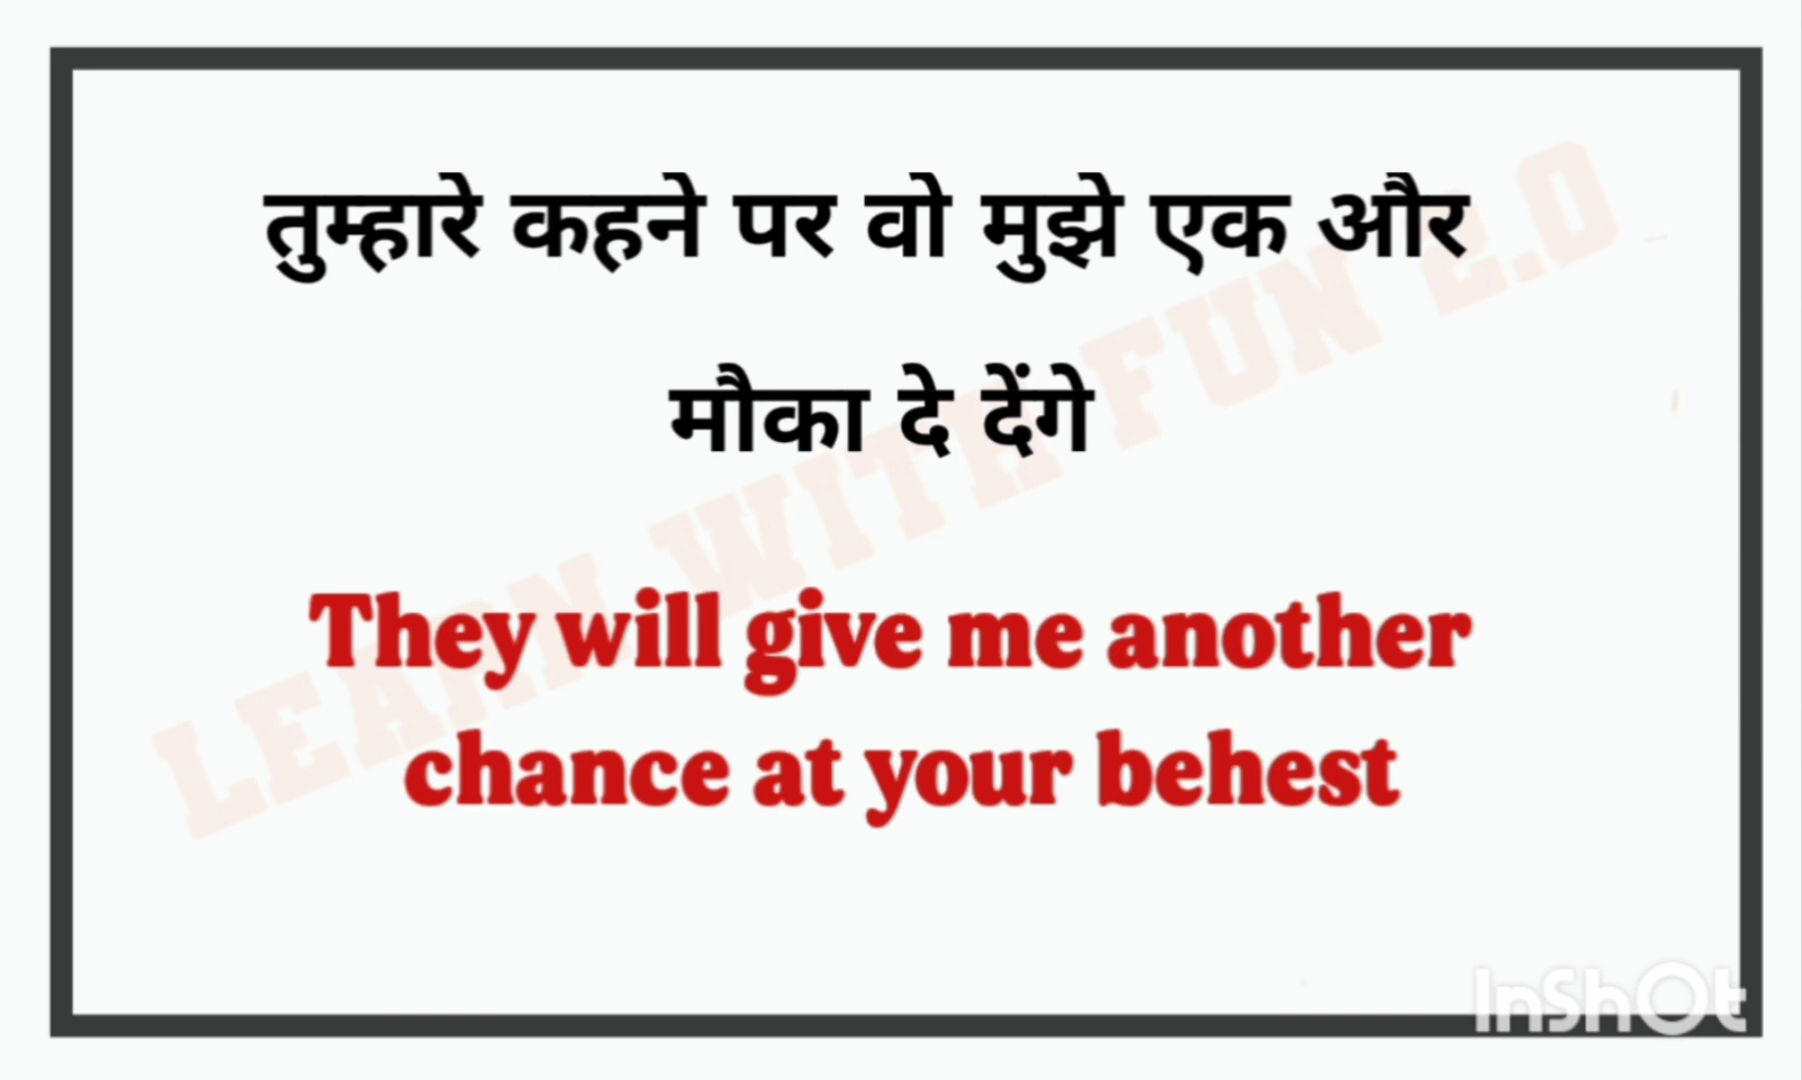 तुम्हारे कहने पर वो मुझे एक और
मौका दे देंगे
They will give me another
chance at your behest
LEARN WITH FUN 2.0
InShOt